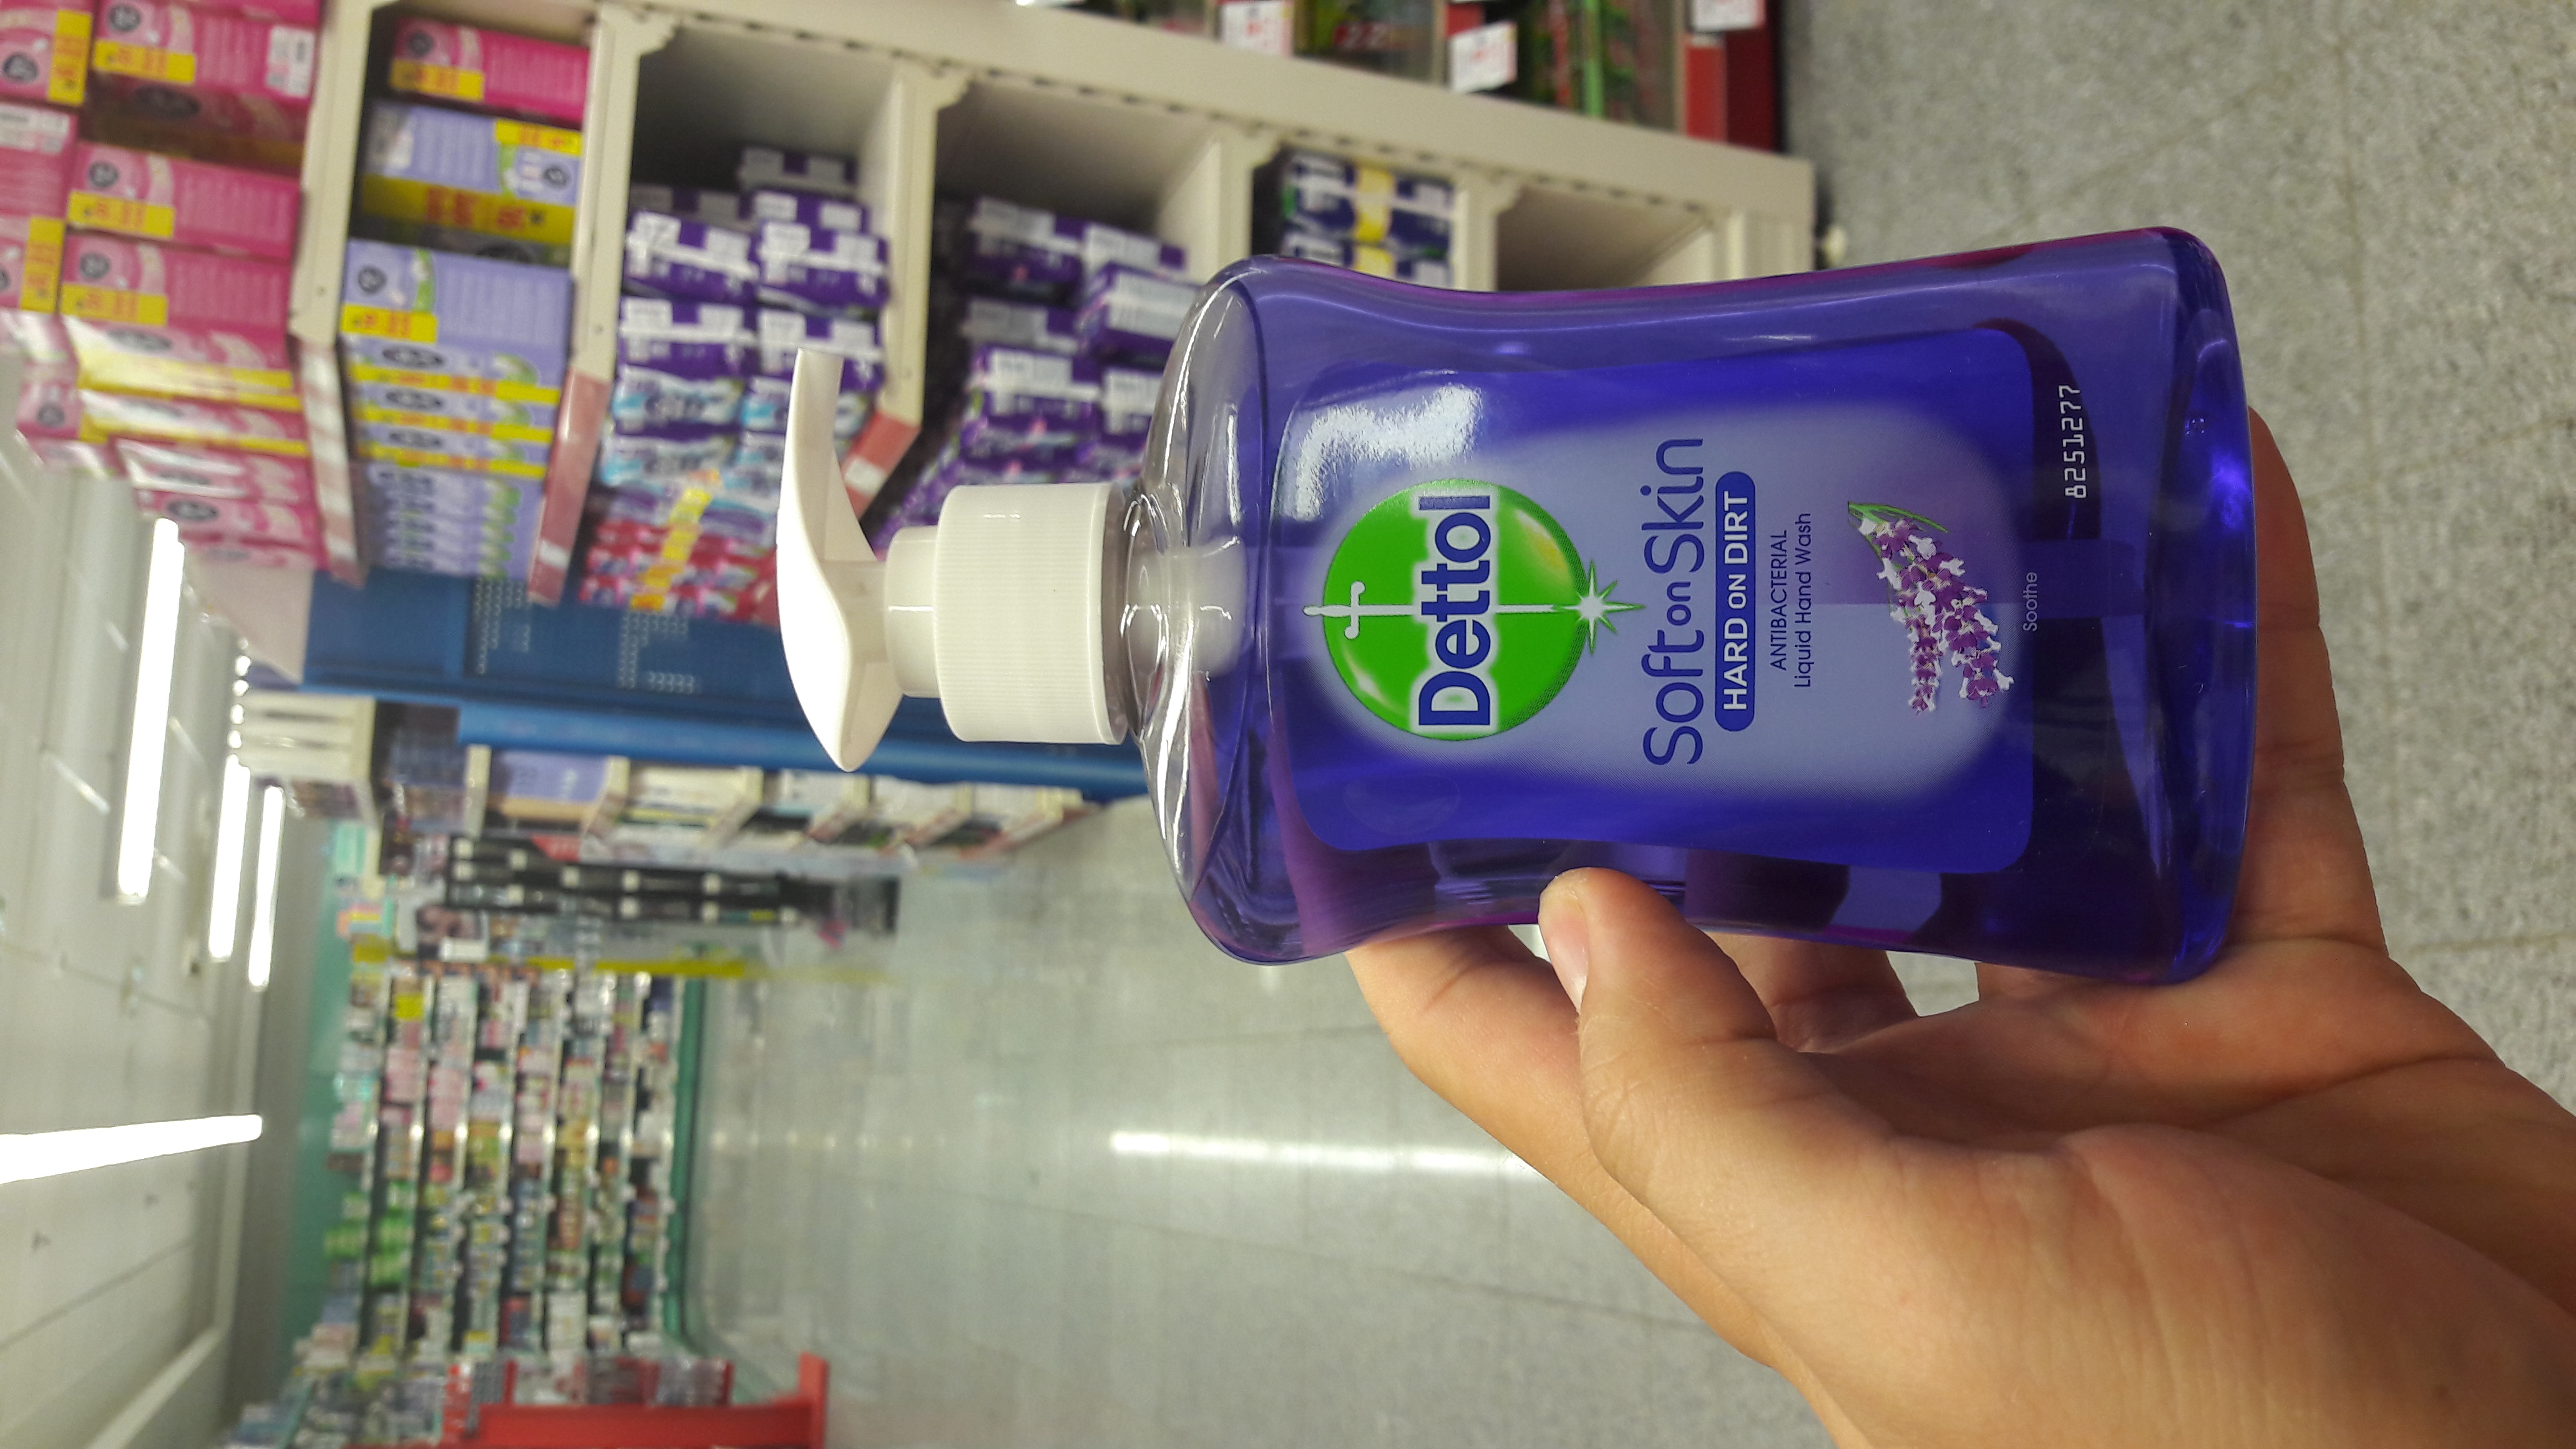 Dettol
Soft on Skin
HARD ON DIRT
ANTIBACTERIAL
Liquid Hand Wash
Soothe
8251277